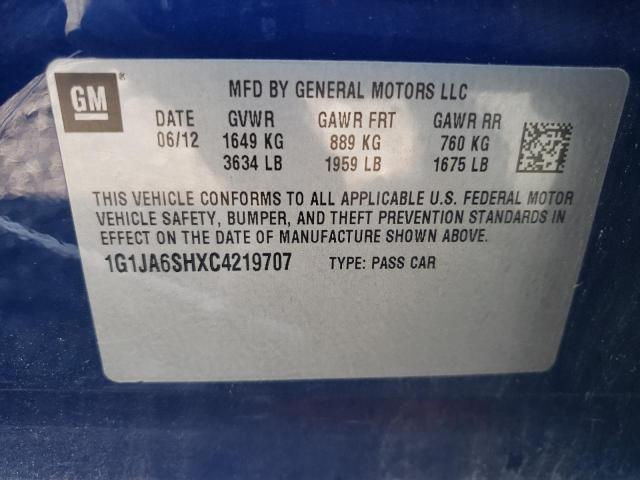 GM
MFD BY GENERAL MOTORS LLC
DATE GVWR GAWR FRT GAWR RR
06/12 1649 KG 889 KG 760 KG
3634 LB 1959 LB 1675 LB
THIS VEHICLE CONFORMS TO ALL APPLICABLE U.S. FEDERAL MOTOR
VEHICLE SAFETY, BUMPER, AND THEFT PREVENTION STANDARDS IN
EFFECT ON THE DATE OF MANUFACTURE SHOWN ABOVE.
1G1JA6SHXC4219707 TYPE: PASS CAR